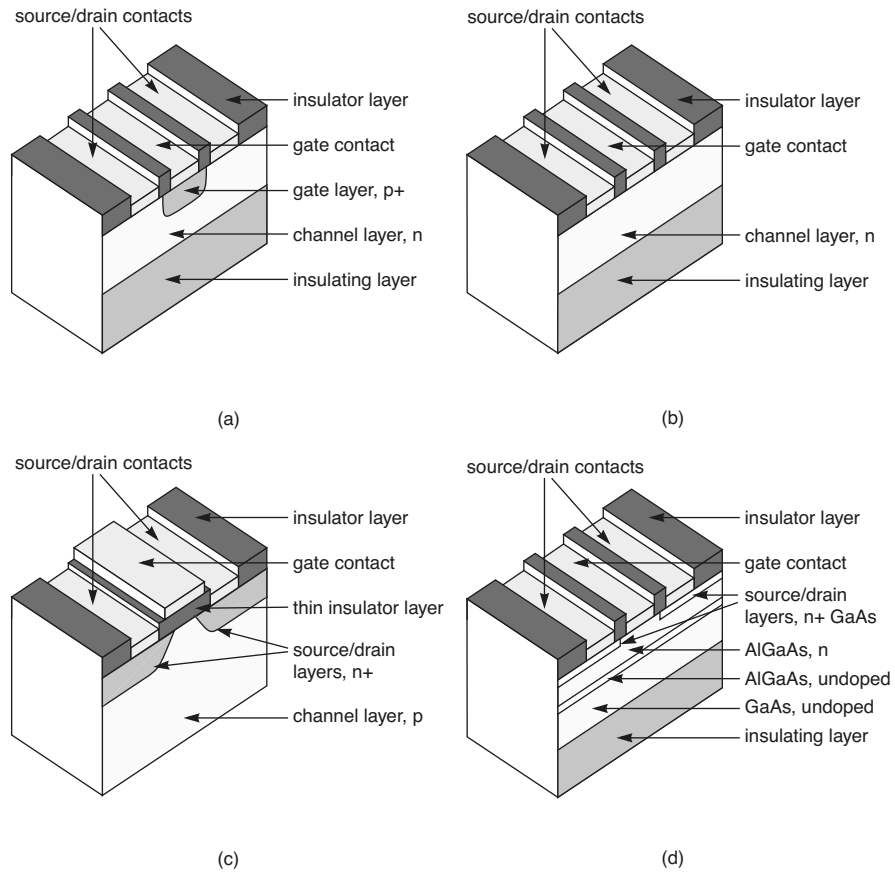 source/drain contacts
insulator layer
gate contact
gate layer, p+
channel layer, n
insulating layer
(a)
source/drain contacts
insulator layer
gate contact
channel layer, n
insulating layer
(b)
source/drain contacts
insulator layer
gate contact
thin insulator layer
source/drain
layers, n+
channel layer, p
(c)
source/drain contacts
insulator layer
gate contact
source/drain
layers, n+ GaAs
AlGaAs, n
AlGaAs, undoped
GaAs, undoped
insulating layer
(d)